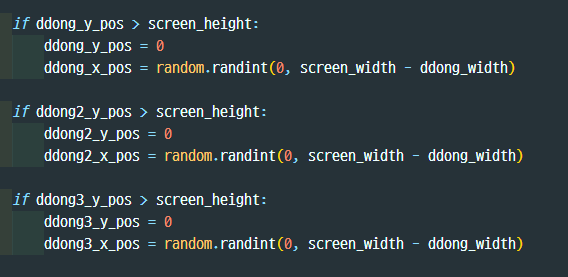 if ddong_y_pos > screen_height:
    ddong_y_pos = 0
    ddong_x_pos = random.randint(0, screen_width - ddong_width)

if ddong2_y_pos > screen_height:
    ddong2_y_pos = 0
    ddong2_x_pos = random.randint(0, screen_width - ddong_width)

if ddong3_y_pos > screen_height:
    ddong3_y_pos = 0
    ddong3_x_pos = random.randint(0, screen_width - ddong_width)